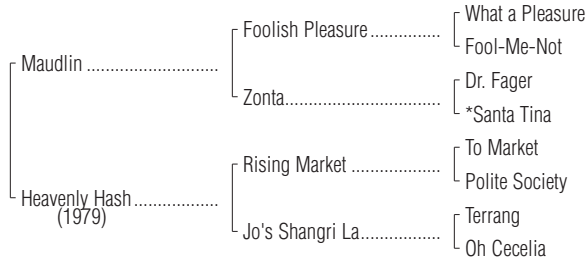 What a Pleasure
Foolish Pleasure...............
Fool-Me-Not
Maudlin ............................
Dr. Fager
Zonta..................................
*Santa Tina
To Market
Rising Market ...................
Polite Society
Heavenly Hash..................
(1979)
Terrang
Jo's Shangri La.................
Oh Cecelia